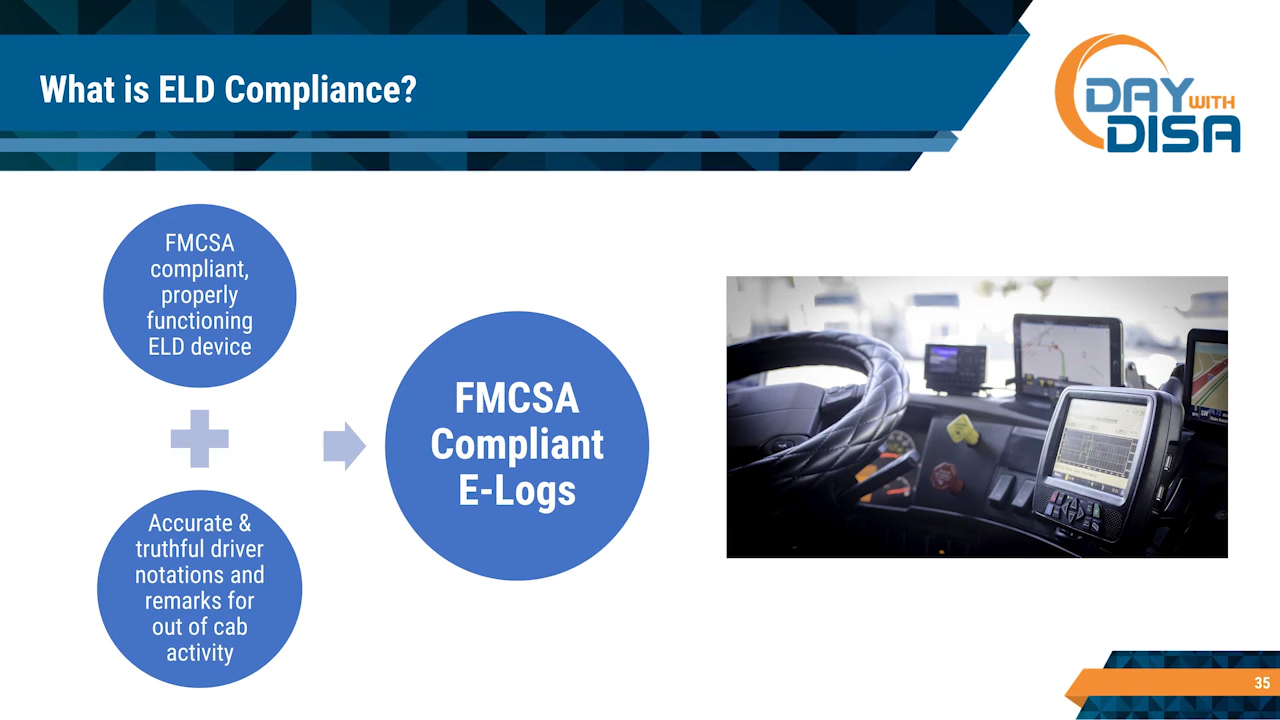 What is ELD Compliance?
DAY WITH
DISA
FMCSA
compliant,
properly
functioning
ELD device
Accurate &
truthful driver
notations and
remarks for
out of cab
activity
FMCSA
Compliant
E-Logs
35